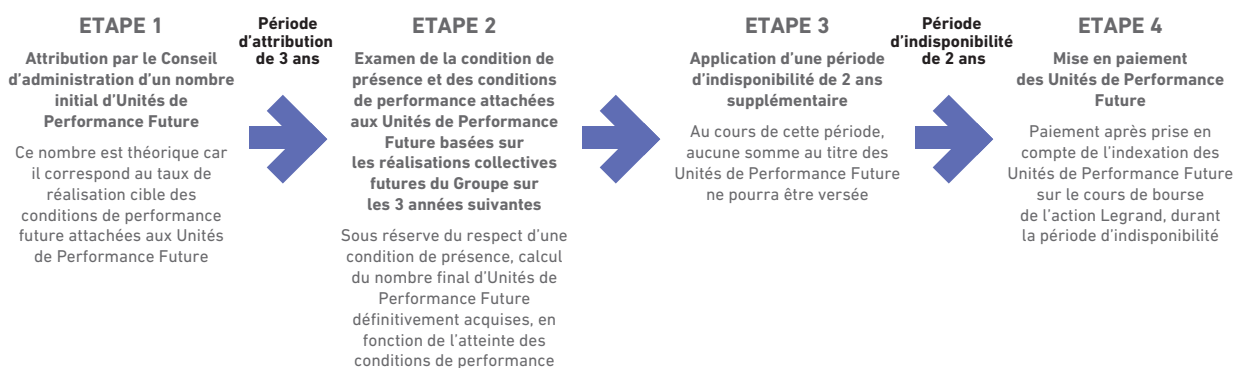 ETAPE 1
Attribution par le Conseil
d’administration d’un nombre
initial d’Unités de
Performance Future
Ce nombre est théorique car
il correspond au taux de
réalisation cible des
conditions de performance
future attachées aux Unités
de Performance Future
Période
d’attribution
de 3 ans
ETAPE 2
Examen de la condition de
présence et des conditions
de performance attachées
aux Unités de Performance
Future basées sur
les réalisations collectives
futures du Groupe sur
les 3 années suivantes
Sous réserve du respect d’une
condition de présence, calcul
du nombre final d’Unités de
Performance Future
définitivement acquises, en
fonction de l’atteinte des
conditions de performance
ETAPE 3
Application d’une période
d’indisponibilité de 2 ans
supplémentaire
Au cours de cette période,
aucune somme au titre des
Unités de Performance Future
ne pourra être versée
Période
d’indisponibilité
de 2 ans
ETAPE 4
Mise en paiement
des Unités de Performance
Future
Paiement après prise en
compte de l’indexation des
Unités de Performance Future
sur le cours de bourse
de l’action Legrand, durant
la période d’indisponibilité